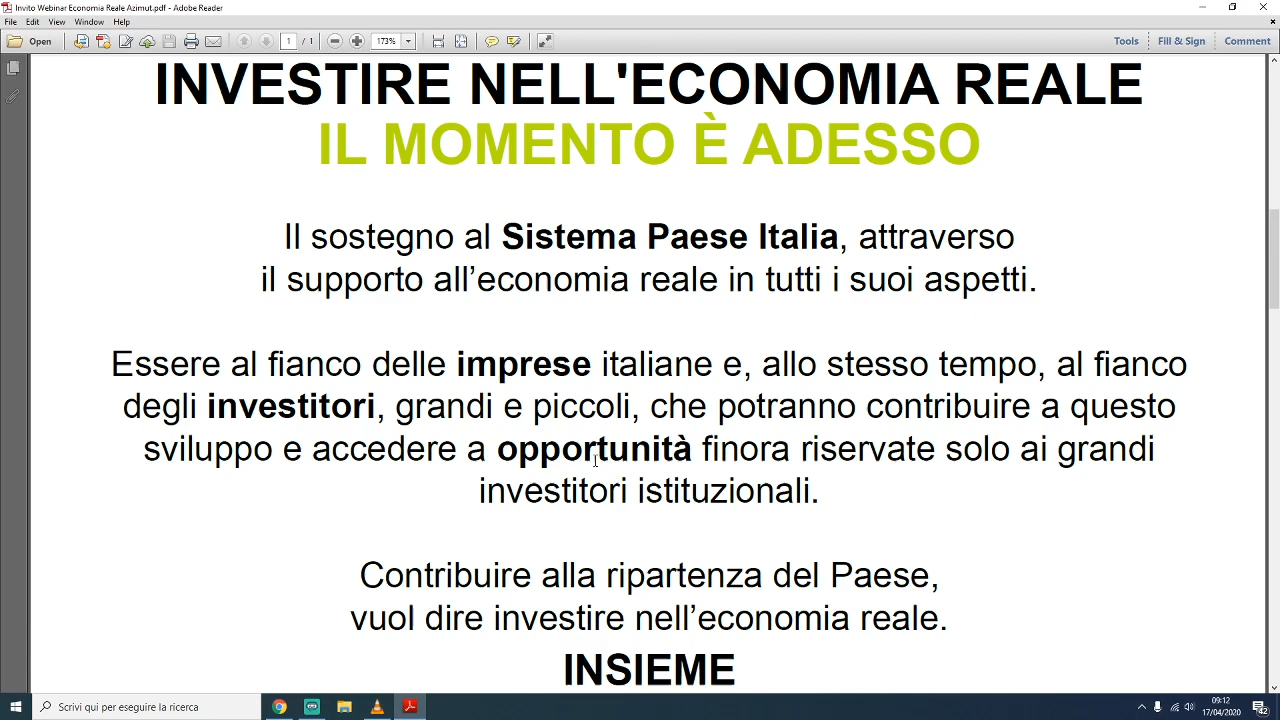 Invito Webinar Economia Reale Azimut.pdf - Adobe Reader
File Edit View Window Help
Open 1 / 1 173% Tools Fill & Sign Comment
INVESTIRE NELL'ECONOMIA REALE
IL MOMENTO È ADESSO
Il sostegno al Sistema Paese Italia, attraverso
il supporto all’economia reale in tutti i suoi aspetti.
Essere al fianco delle imprese italiane e, allo stesso tempo, al fianco
degli investitori, grandi e piccoli, che potranno contribuire a questo
sviluppo e accedere a opportunità finora riservate solo ai grandi
investitori istituzionali.
Contribuire alla ripartenza del Paese,
vuol dire investire nell’economia reale.
INSIEME
Scrivi qui per eseguire la ricerca
09:12
17/04/2020
42